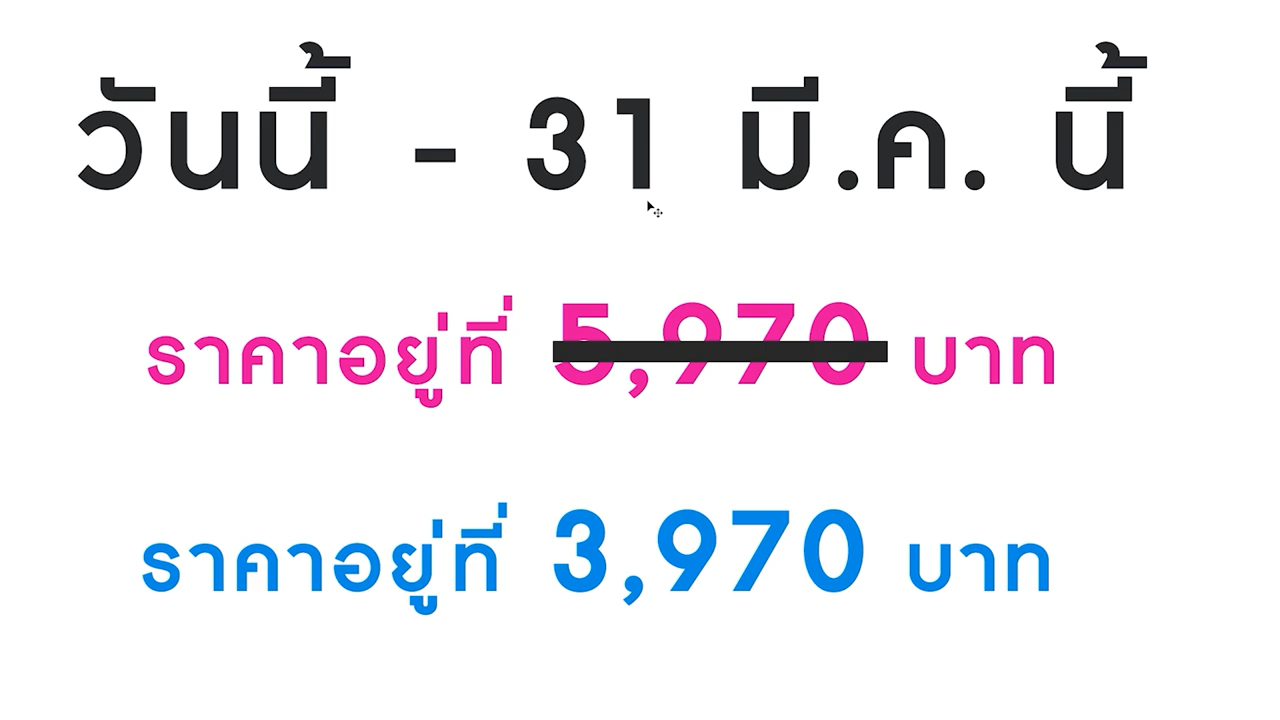 วันนี้ - 31 มี.ค. นี้
ราคาอยู่ที่ 5,970 บาท
ราคาอยู่ที่ 3,970 บาท